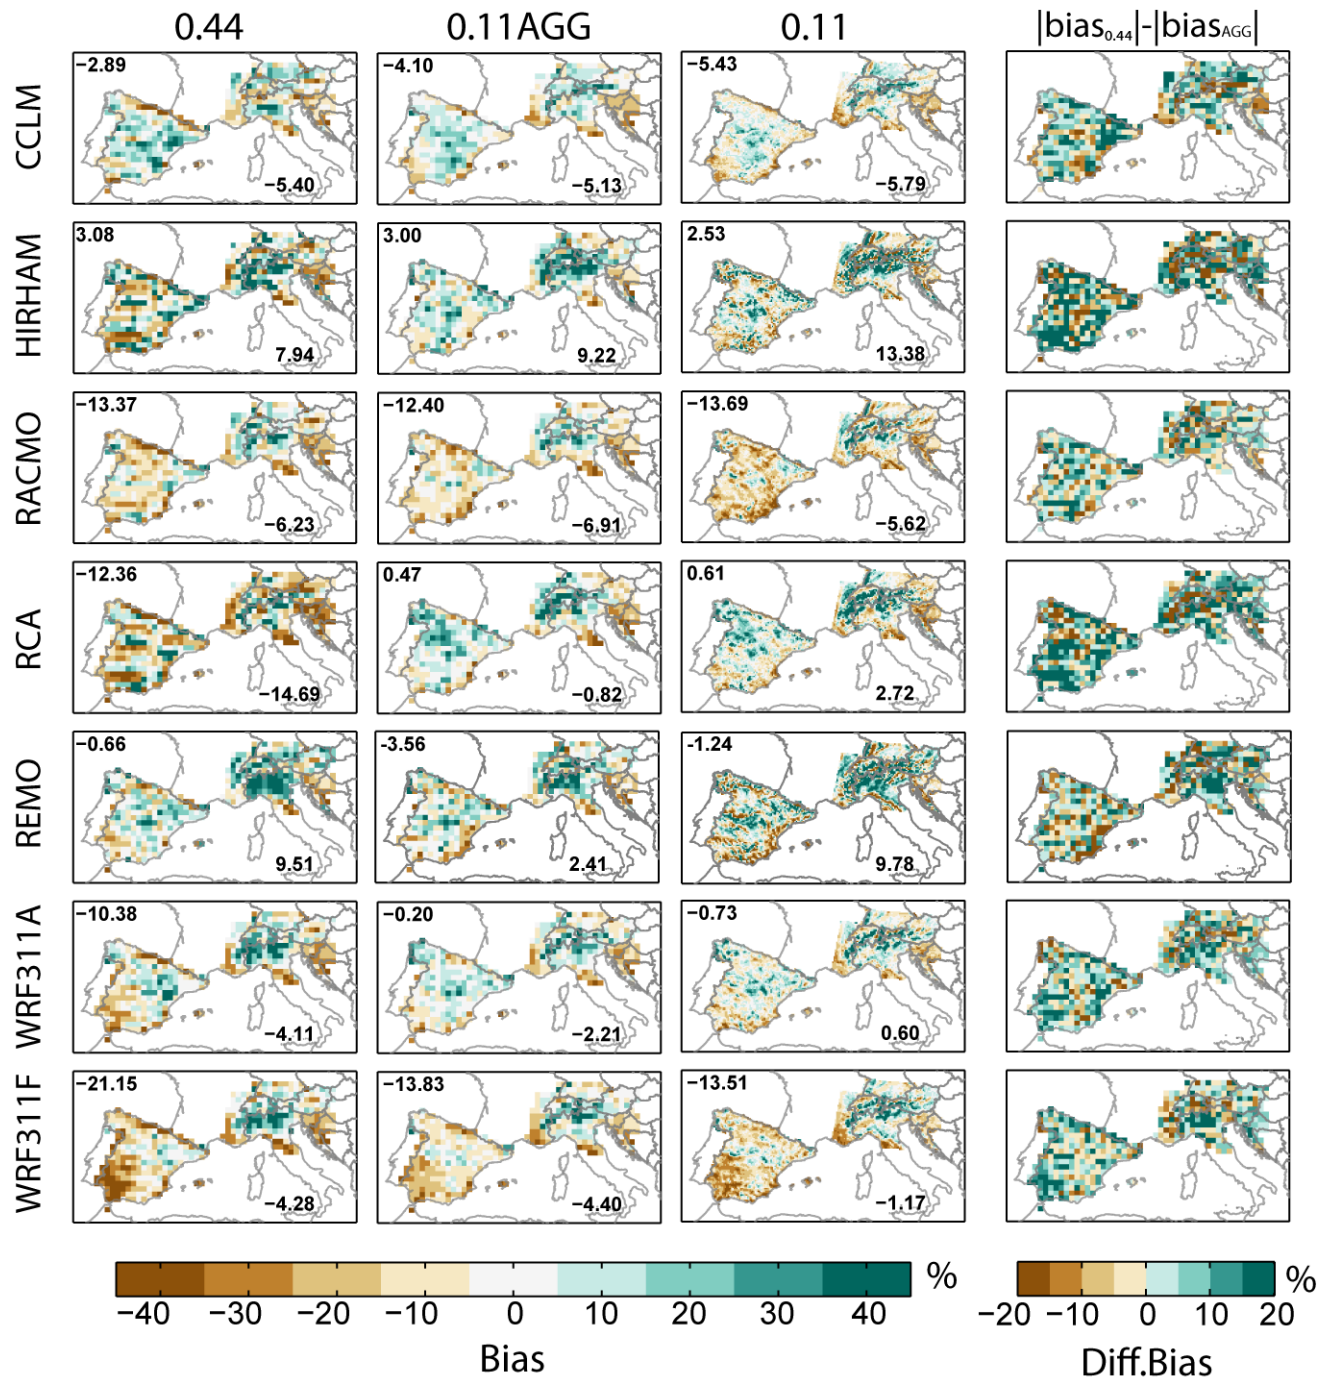 0.44 0.11AGG 0.11 |bias0.44|-|biasAGG|
CCLM
−2.89 −4.10 −5.43
−5.40 −5.13 −5.79
HIRHAM
3.08 3.00 2.53
7.94 9.22 13.38
RACMO
−13.37 −12.40 −13.69
−6.23 −6.91 −5.62
RCA
−12.36 0.47 0.61
−14.69 −0.82 2.72
REMO
-0.66 -3.56 -1.24
9.51 2.41 9.78
WRF311A
−10.38 −0.20 −0.73
−4.11 −2.21 0.60
WRF311F
−21.15 −13.83 −13.51
−4.28 −4.40 −1.17
% %
−40 −30 −20 −10 0 10 20 30 40 −20 −10 0 10 20
Bias Diff.Bias